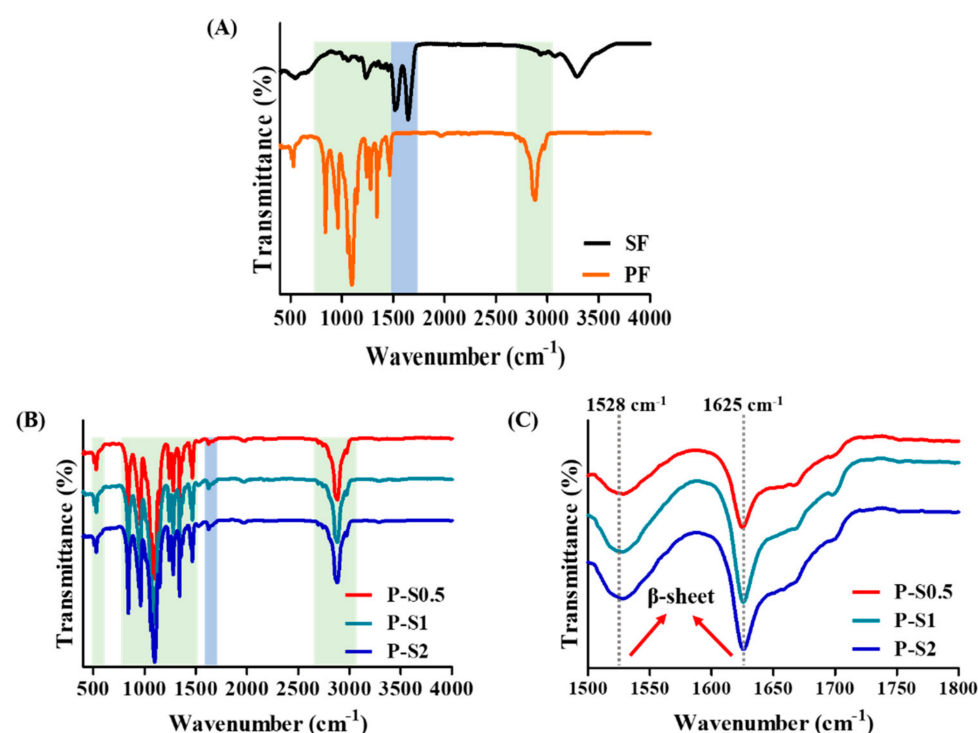 (A)
Transmittance (%)
SF
PF
500 1000 1500 2000 2500 3000 3500 4000
Wavenumber (cm⁻¹)
(B)
Transmittance (%)
P-S0.5
P-S1
P-S2
500 1000 1500 2000 2500 3000 3500 4000
Wavenumber (cm⁻¹)
(C)
1528 cm⁻¹ 1625 cm⁻¹
Transmittance (%)
β-sheet
P-S0.5
P-S1
P-S2
1500 1550 1600 1650 1700 1750 1800
Wavenumber (cm⁻¹)